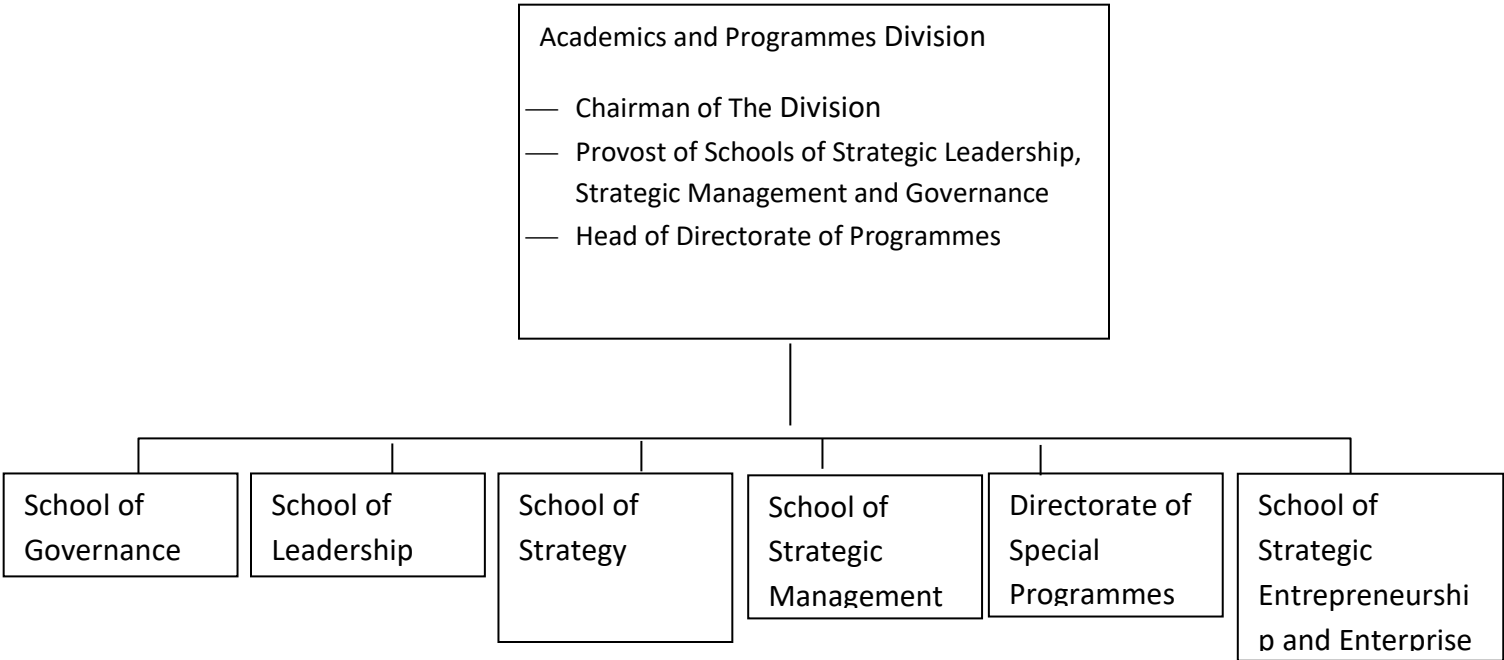 Academics and Programmes Division
— Chairman of The Division
— Provost of Schools of Strategic Leadership,
Strategic Management and Governance
— Head of Directorate of Programmes
School of
Governance
School of
Leadership
School of
Strategy
School of
Strategic
Management
Directorate of
Special
Programmes
School of
Strategic
Entrepreneurshi
p and Enterprise